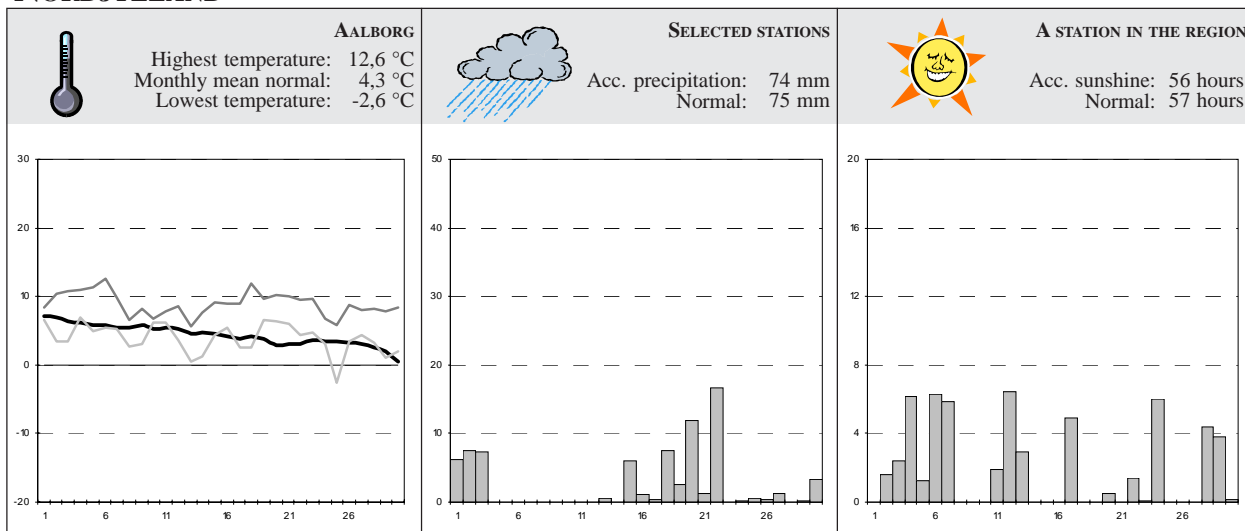 AALBORG
Highest temperature: 12,6 °C
Monthly mean normal: 4,3 °C
Lowest temperature: -2,6 °C
SELECTED STATIONS
Acc. precipitation: 74 mm
Normal: 75 mm
A STATION IN THE REGION
Acc. sunshine: 56 hours
Normal: 57 hours
30
20
10
0
-10
-20
1 6 11 16 21 26
50
40
30
20
10
0
1 6 11 16 21 26
20
16
12
8
4
0
1 6 11 16 21 26